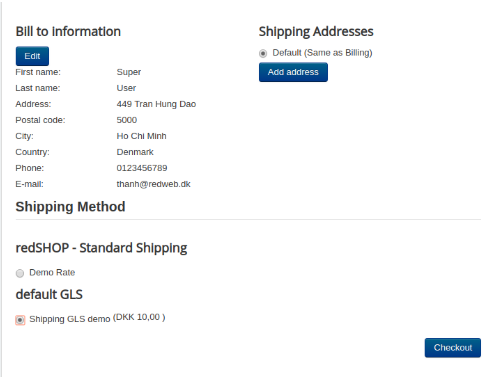 Bill to information
Edit
First name: Super
Last name: User
Address: 449 Tran Hung Dao
Postal code: 5000
City: Ho Chi Minh
Country: Denmark
Phone: 0123456789
E-mail: thanh@redweb.dk
Shipping Addresses
Default (Same as Billing)
Add address
Shipping Method
redSHOP - Standard Shipping
Demo Rate
default GLS
Shipping GLS demo (DKK 10,00 )
Checkout